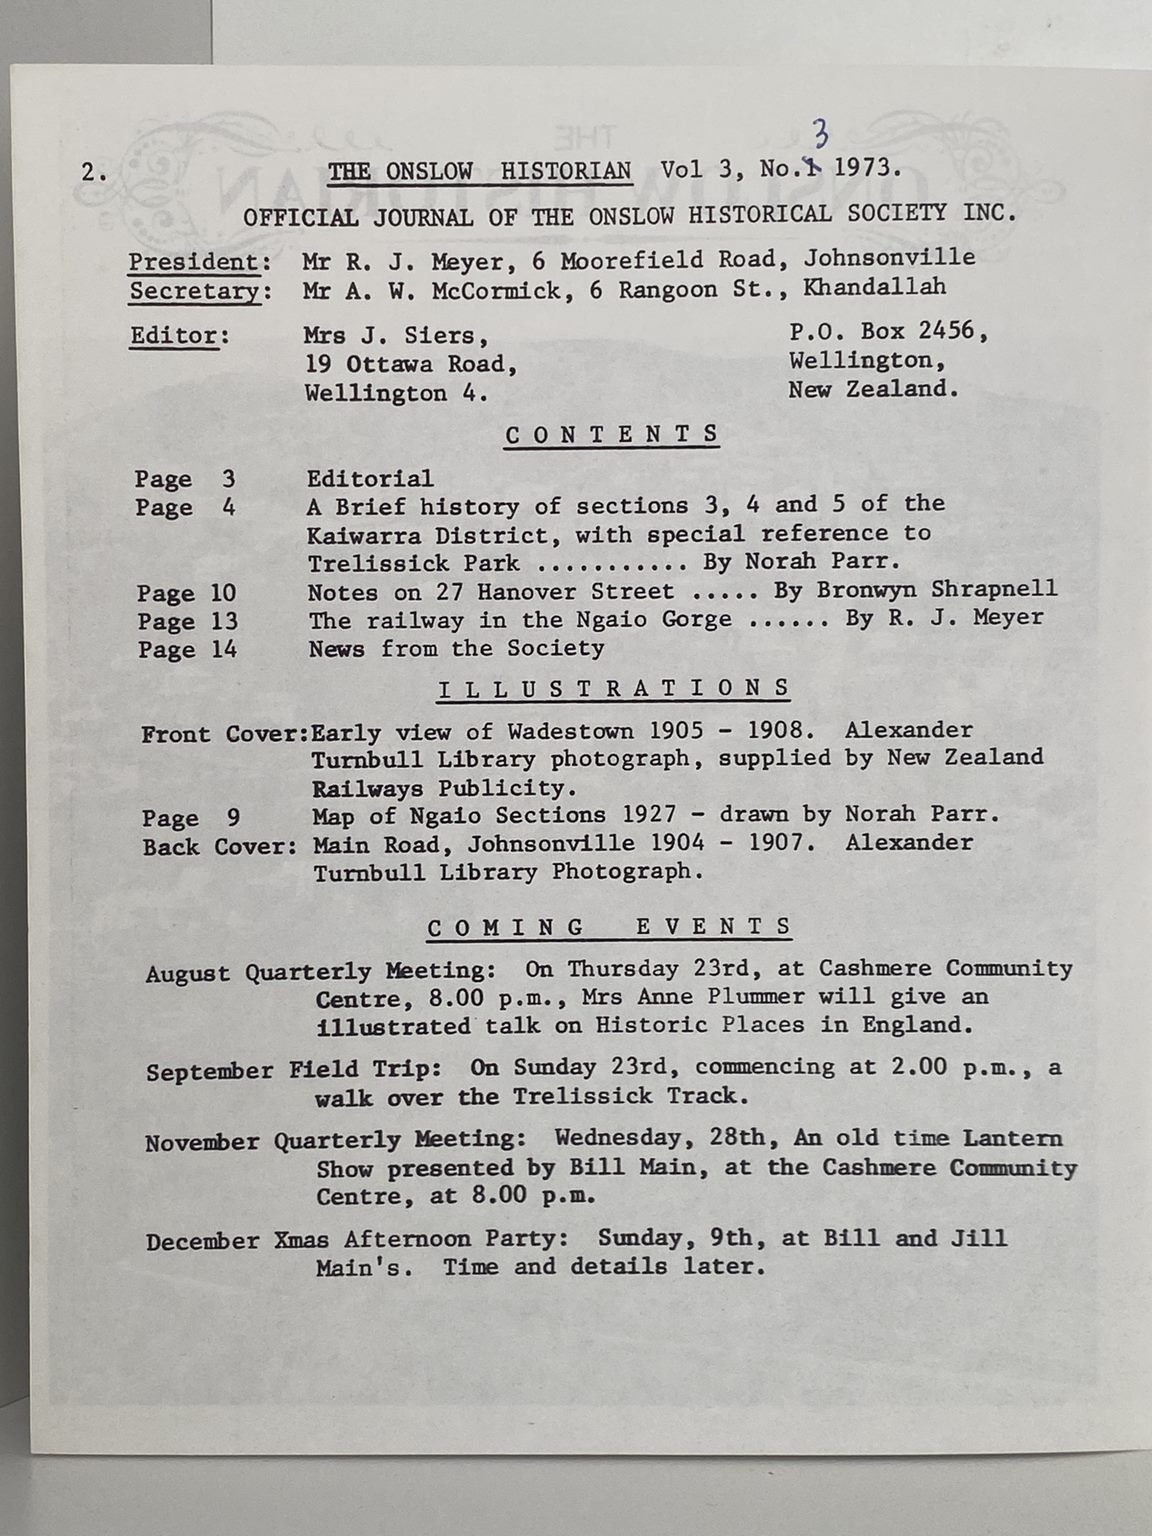 3
2. THE ONSLOW HISTORIAN Vol 3, No.1 1973.
OFFICIAL JOURNAL OF THE ONSLOW HISTORICAL SOCIETY INC.
President: Mr R. J. Meyer, 6 Moorefield Road, Johnsonville
Secretary: Mr A. W. McCormick, 6 Rangoon St., Khandallah
Editor: Mrs J. Siers, P.O. Box 2456,
19 Ottawa Road, Wellington,
Wellington 4. New Zealand.
C O N T E N T S
Page 3 Editorial
Page 4 A Brief history of sections 3, 4 and 5 of the
Kaiwarra District, with special reference to
Trelissick Park ........... By Norah Parr.
Page 10 Notes on 27 Hanover Street ..... By Bronwyn Shrapnell
Page 13 The railway in the Ngaio Gorge ...... By R. J. Meyer
Page 14 News from the Society
I L L U S T R A T I O N S
Front Cover:Early view of Wadestown 1905 - 1908. Alexander
Turnbull Library photograph, supplied by New Zealand
Railways Publicity.
Page 9 Map of Ngaio Sections 1927 - drawn by Norah Parr.
Back Cover: Main Road, Johnsonville 1904 - 1907. Alexander
Turnbull Library Photograph.
C O M I N G E V E N T S
August Quarterly Meeting: On Thursday 23rd, at Cashmere Community
Centre, 8.00 p.m., Mrs Anne Plummer will give an
illustrated talk on Historic Places in England.
September Field Trip: On Sunday 23rd, commencing at 2.00 p.m., a
walk over the Trelissick Track.
November Quarterly Meeting: Wednesday, 28th, An old time Lantern
Show presented by Bill Main, at the Cashmere Community
Centre, at 8.00 p.m.
December Xmas Afternoon Party: Sunday, 9th, at Bill and Jill
Main's. Time and details later.